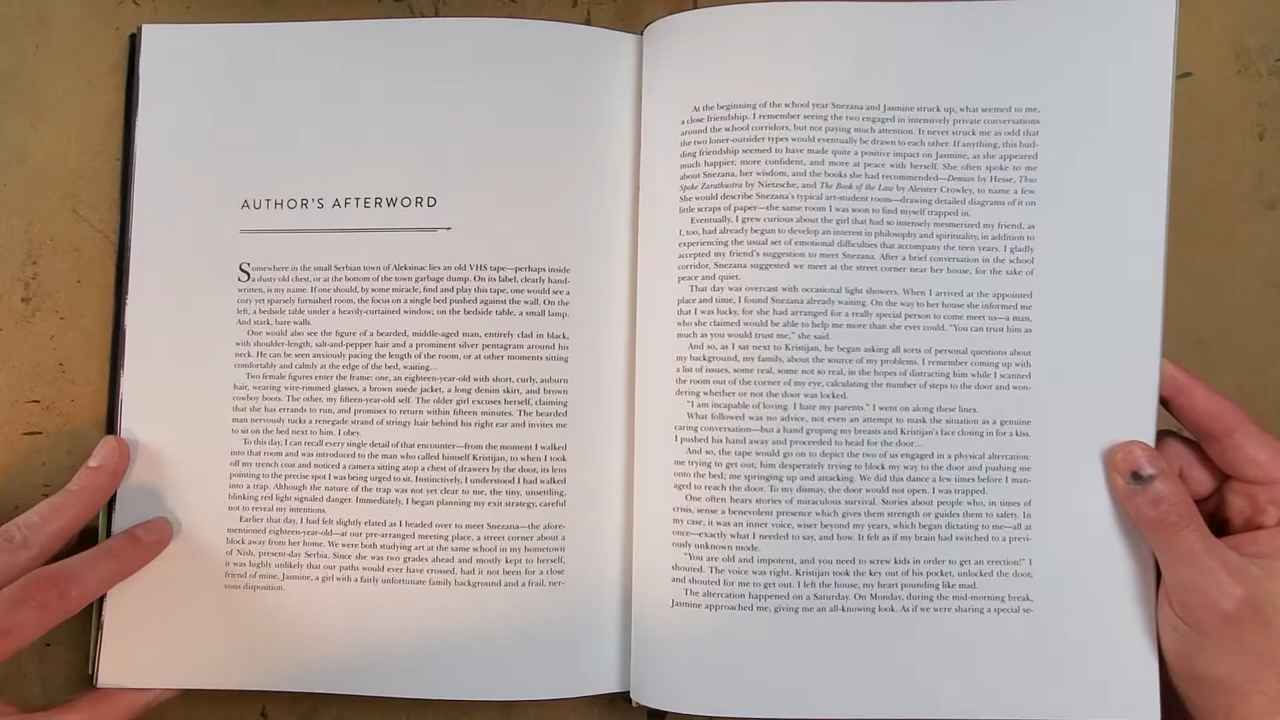 AUTHOR'S AFTERWORD
Somewhere in the small Serbian town of Aleksinac lies an old VHS tape—perhaps inside
a dusty old chest, or at the bottom of the town garbage dump. On its label, clearly hand-
written, is my name. If one should, by some miracle, find and play this tape, one would see a
cozy yet sparsely furnished room, the focus on a single bed pushed against the wall. On the
left, a bedside table under a heavily-curtained window; on the bedside table, a small lamp.
And stark, bare walls.
One would also see the figure of a bearded, middle-aged man, entirely clad in black,
with shoulder-length, salt-and-pepper hair and a prominent silver pentagram around his
neck. He can be seen anxiously pacing the length of the room, or at other moments sitting
comfortably and calmly at the edge of the bed, waiting...
Two female figures enter the frame: one, an eighteen-year-old with short, curly, auburn
hair, wearing wire-rimmed glasses, a brown suede jacket, a long denim skirt, and brown
cowboy boots. The other, my fifteen-year-old self. The older girl excuses herself, claiming
that she has errands to run, and promises to return within fifteen minutes. The bearded
man nervously tucks a renegade strand of stringy hair behind his right ear and invites me
to sit on the bed next to him. I obey.
To this day, I can recall every single detail of that encounter—from the moment I walked
into that room and was introduced to the man who called himself Kristijan, to when I took
off my trench coat and noticed a camera sitting atop a chest of drawers by the door, its lens
pointing to the precise spot I was being urged to sit. Instinctively, I understood I had walked
into a trap. Although the nature of the trap was not yet clear to me, the tiny, unsettling,
blinking red light signaled danger. Immediately, I began planning my exit strategy, careful
not to reveal my intentions.
Earlier that day, I had felt slightly elated as I headed over to meet Snezana—the afore-
mentioned eighteen-year-old—at our pre-arranged meeting place, a street corner about a
block away from her home. We were both studying art at the same school in my hometown
of Nish, present-day Serbia. Since she was two grades ahead and mostly kept to herself,
it was highly unlikely that our paths would ever have crossed, had it not been for a close
friend of mine, Jasmine, a girl with a fairly unfortunate family background and a frail, ner-
vous disposition.
At the beginning of the school year Snezana and Jasmine struck up, what seemed to me,
a close friendship. I remember seeing the two engaged in intensively private conversations
around the school corridors, but not paying much attention. It never struck me as odd that
the two loner-outsider types would eventually be drawn to each other. If anything, this bud-
ding friendship seemed to have made quite a positive impact on Jasmine, as she appeared
much happier, more confident, and more at peace with herself. She often spoke to me
about Snezana, her wisdom, and the books she had recommended—Demian by Hesse, Thus
Spoke Zarathustra by Nietzsche, and The Book of the Law by Aleister Crowley, to name a few.
She would describe Snezana's typical art-student room—drawing detailed diagrams of it on
little scraps of paper—the same room I was soon to find myself trapped in.
Eventually, I grew curious about the girl that had so intensely mesmerized my friend, as
I, too, had already begun to develop an interest in philosophy and spirituality, in addition to
experiencing the usual set of emotional difficulties that accompany the teen years. I gladly
accepted my friend's suggestion to meet Snezana. After a brief conversation in the school
corridor, Snezana suggested we meet at the street corner near her house, for the sake of
peace and quiet.
That day was overcast with occasional light showers. When I arrived at the appointed
place and time, I found Snezana already waiting. On the way to her house she informed me
that I was lucky, for she had arranged for a really special person to come meet us—a man,
who she claimed would be able to help me more than she ever could. "You can trust him as
much as you would trust me," she said.
And so, as I sat next to Kristijan, he began asking all sorts of personal questions about
my background, my family, about the source of my problems. I remember coming up with
a list of issues, some real, some not so real, in the hopes of distracting him while I scanned
the room out of the corner of my eye, calculating the number of steps to the door and won-
dering whether or not the door was locked.
"I am incapable of loving. I hate my parents." I went on along these lines.
What followed was no advice, not even an attempt to mask the situation as a genuine
caring conversation—but a hand groping my breasts and Kristijan's face closing in for a kiss.
I pushed his hand away and proceeded to head for the door...
And so, the tape would go on to depict the two of us engaged in a physical altercation:
me trying to get out; him desperately trying to block my way to the door and pushing me
onto the bed; me springing up and attacking. We did this dance a few times before I man-
aged to reach the door. To my dismay, the door would not open. I was trapped.
One often hears stories of miraculous survival. Stories about people who, in times of
crisis, sense a benevolent presence which gives them strength or guides them to safety. In
my case, it was an inner voice, wiser beyond my years, which began dictating to me—all at
once—exactly what I needed to say, and how. It felt as if my brain had switched to a previ-
ously unknown mode.
"You are old and impotent, and you need to screw kids in order to get an erection!" I
shouted. The voice was right. Kristijan took the key out of his pocket, unlocked the door,
and shouted for me to get out. I left the house, my heart pounding like mad.
The altercation happened on a Saturday. On Monday, during the mid-morning break,
Jasmine approached me, giving me an all-knowing look. As if we were sharing a special se-